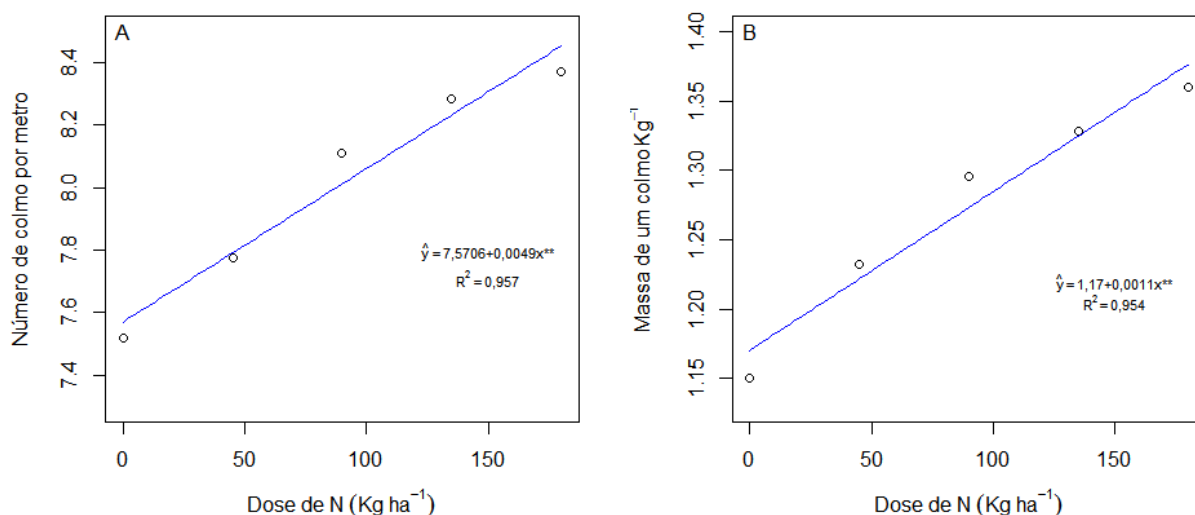 A
Número de colmo por metro
8.4
8.2
8.0
7.8
7.6
7.4
ŷ = 7,5706+0,0049x**
R² = 0,957
0 50 100 150
Dose de N (Kg ha⁻¹)
B
Massa de um colmo Kg⁻¹
1.40
1.35
1.30
1.25
1.20
1.15
ŷ = 1,17+0,0011x**
R² = 0,954
0 50 100 150
Dose de N (Kg ha⁻¹)